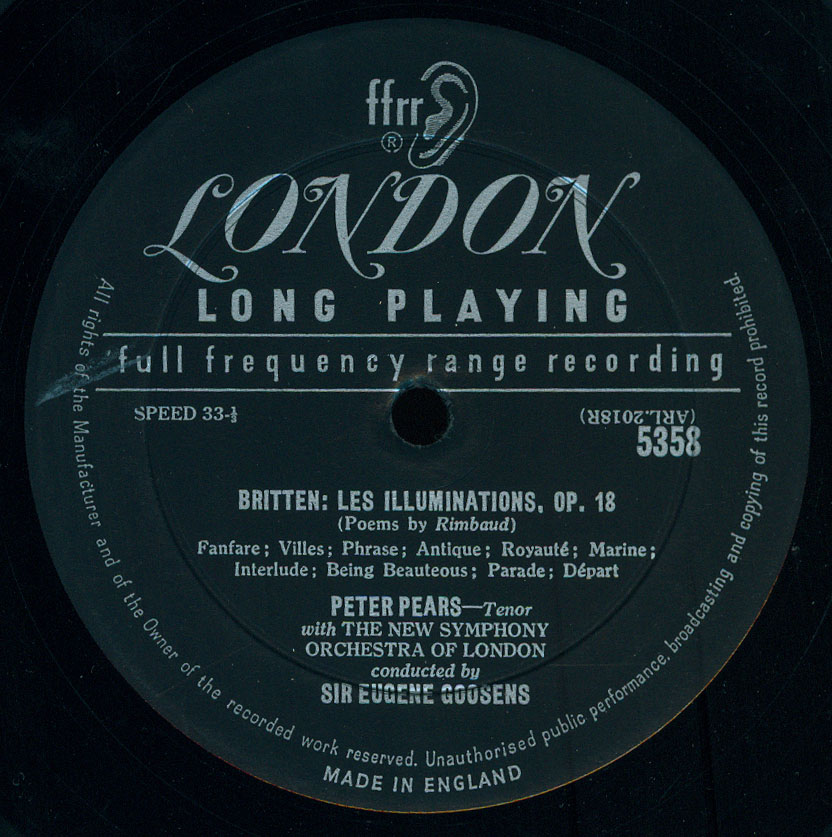 ffrr
®
LONDON
LONG PLAYING
full frequency range recording
SPEED 33-⅓
(ARL.2018R)
5358
BRITTEN: LES ILLUMINATIONS, OP. 18
(Poems by Rimbaud)
Fanfare; Villes; Phrase; Antique; Royauté; Marine;
Interlude; Being Beauteous; Parade; Départ
PETER PEARS—Tenor
with THE NEW SYMPHONY
ORCHESTRA OF LONDON
conducted by
SIR EUGENE GOOSENS
All rights of the Manufacturer and of the Owner of the recorded work reserved. Unauthorised public performance, broadcasting and copying of this record prohibited.
MADE IN ENGLAND